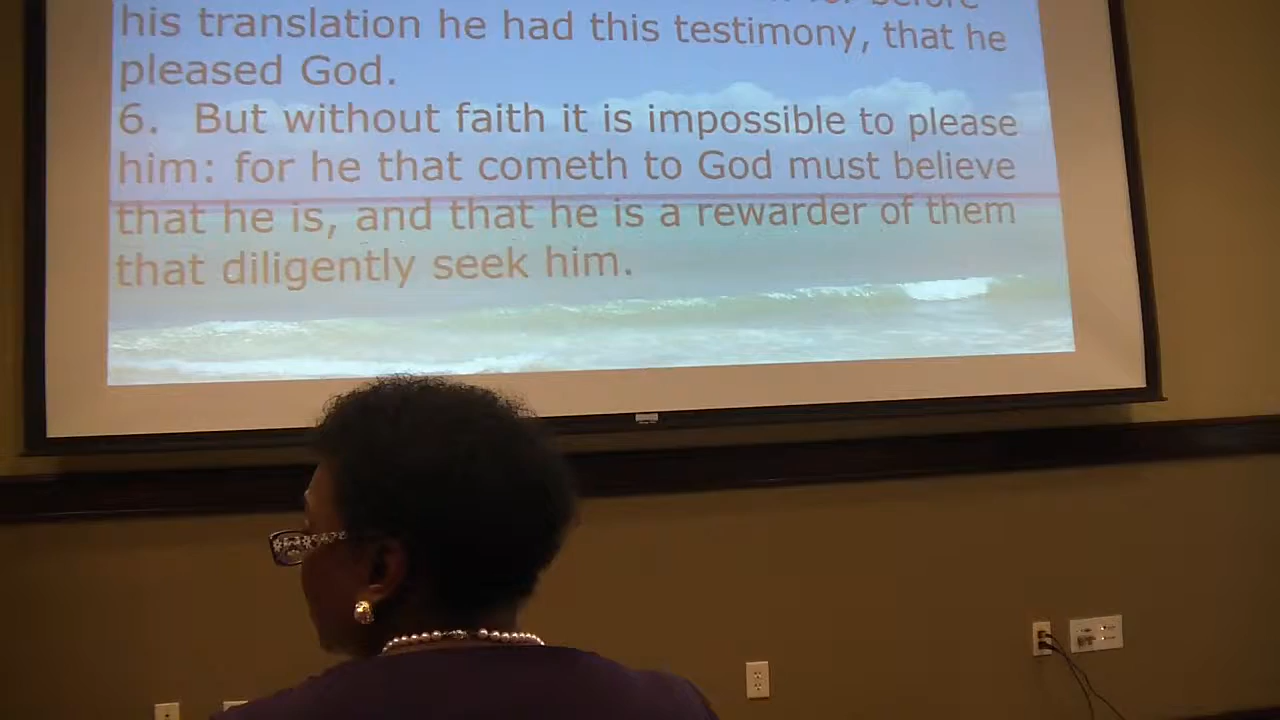 before
his translation he had this testimony, that he
pleased God.
6. But without faith it is impossible to please
him: for he that cometh to God must believe
that he is, and that he is a rewarder of them
that diligently seek him.